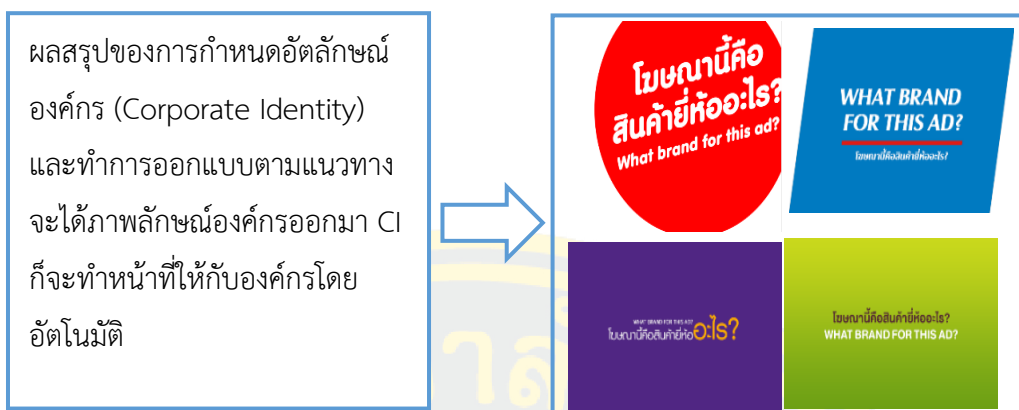 ผลสรุปของการกำหนดอัตลักษณ์
องค์กร (Corporate Identity)
และทำการออกแบบตามแนวทาง
จะได้ภาพลักษณ์องค์กรออกมา CI
ก็จะทำหน้าที่ให้กับองค์กรโดย
อัตโนมัติ
โฆษณานี้คือ
สินค้ายี่ห้ออะไร?
What brand for this ad?
WHAT BRAND
FOR THIS AD?
โฆษณานี้คือสินค้ายี่ห้ออะไร?
WHAT BRAND FOR THIS AD?
โฆษณานี้คือสินค้ายี่ห้ออะไร?
โฆษณานี้คือสินค้ายี่ห้ออะไร?
WHAT BRAND FOR THIS AD?